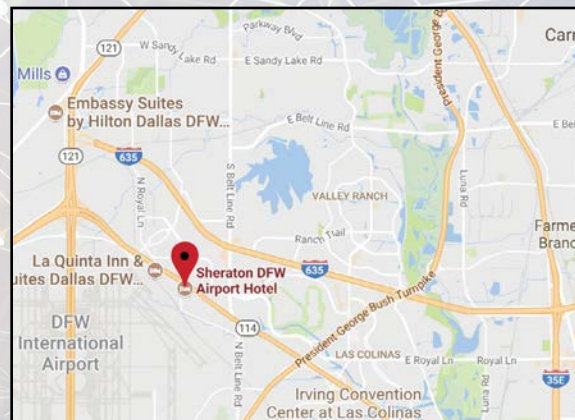 Parkway Blvd
121
W Sandy Lake Rd
E Sandy Lake Rd
President George Bush
Carr
Mills
Embassy Suites
by Hilton Dallas DFW...
E Belt Line Rd
121
635
N Royal Ln
S Belt Line Rd
VALLEY RANCH
Luna Rd
Farme
Branc
Ranch Trail
La Quinta Inn &
uites Dallas DFW...
Sheraton DFW
Airport Hotel
635
President George Bush Turnpike
DFW
International
Airport
114
N Belt Line Rd
LAS COLINAS
E Royal Ln
Royal Ln
35E
Irving Convention
Center at Las Colinas